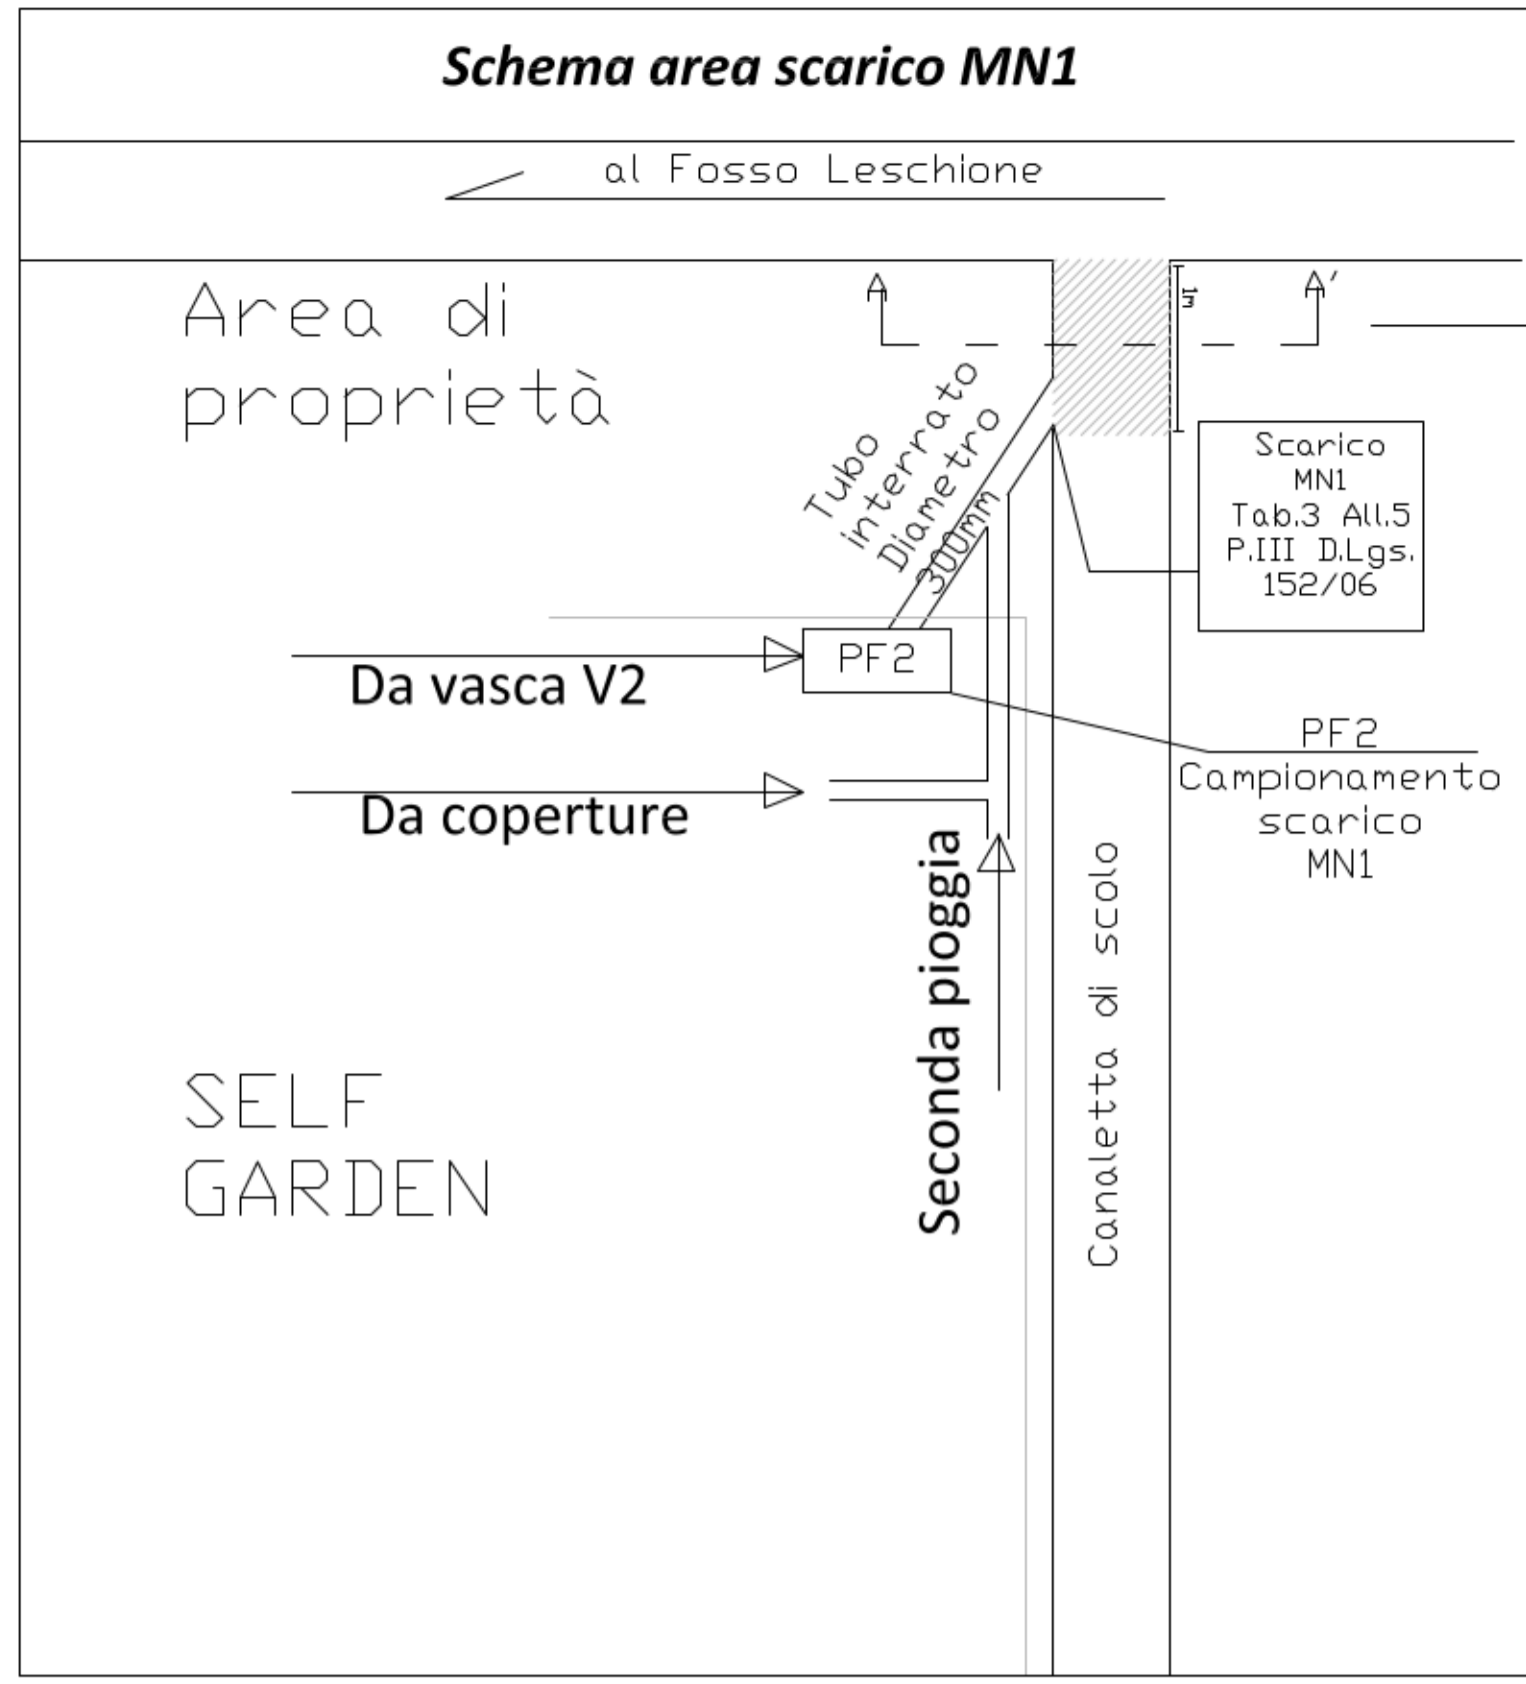 Schema area scarico MN1
al Fosso Leschione
Area di
proprietà
A
A'
1m
Tubo
interrato
Diametro
300mm
Scarico
MN1
Tab.3 All.5
P.III D.Lgs.
152/06
PF2
Da vasca V2
PF2
Campionamento
scarico
MN1
Da coperture
Seconda pioggia
Canaletta di scolo
SELF
GARDEN